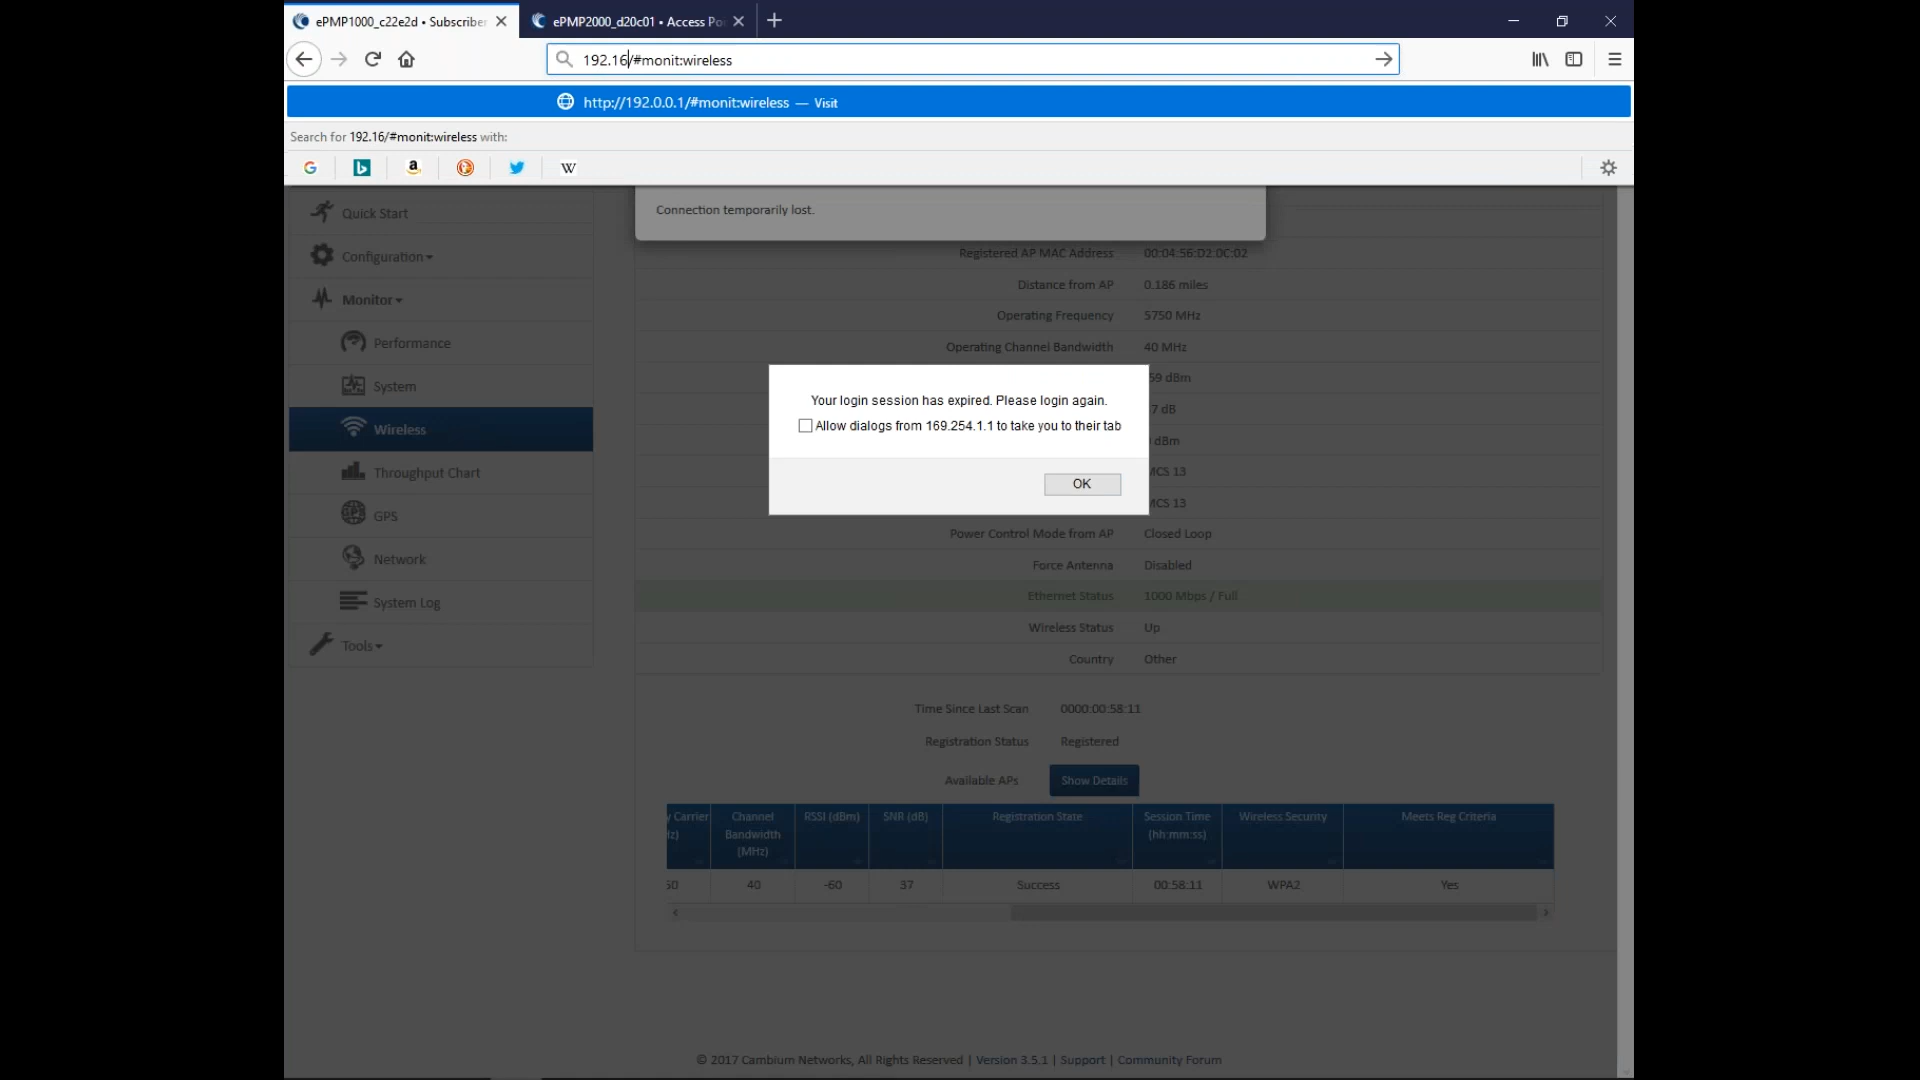 ePMP1000_c22e2d • Subscriber
ePMP2000_d20c01 • Access Po
192.16/#monit:wireless
http://192.0.0.1/#monit:wireless — Visit
Search for 192.16/#monit:wireless with:
Quick Start
Connection temporarily lost.
Configuration
Registered AP MAC Address 00:04:56:D2:0C:02
Distance from AP 0.186 miles
Monitor
Operating Frequency 5750 MHz
Performance
Operating Channel Bandwidth 40 MHz
System
59 dBm
Your login session has expired. Please login again.
7 dB
Allow dialogs from 169.254.1.1 to take you to their tab
Wireless
dBm
Throughput Chart
MCS 13
OK
MCS 13
GPS
Power Control Mode from AP Closed Loop
Network
Force Antenna Disabled
System Log
Ethernet Status 1000 Mbps / Full
Wireless Status Up
Tools
Country Other
Time Since Last Scan 0000:00:58:11
Registration Status Registered
Available APs Show Details
y Carrier Channel RSSI (dBm) SNR (dB) Registration State Session Time Wireless Security Meets Reg Criteria
Hz) Bandwidth (hh:mm:ss)
(MHz)
50 40 -60 37 Success 00:58:11 WPA2 Yes
© 2017 Cambium Networks, All Rights Reserved | Version 3.5.1 | Support | Community Forum